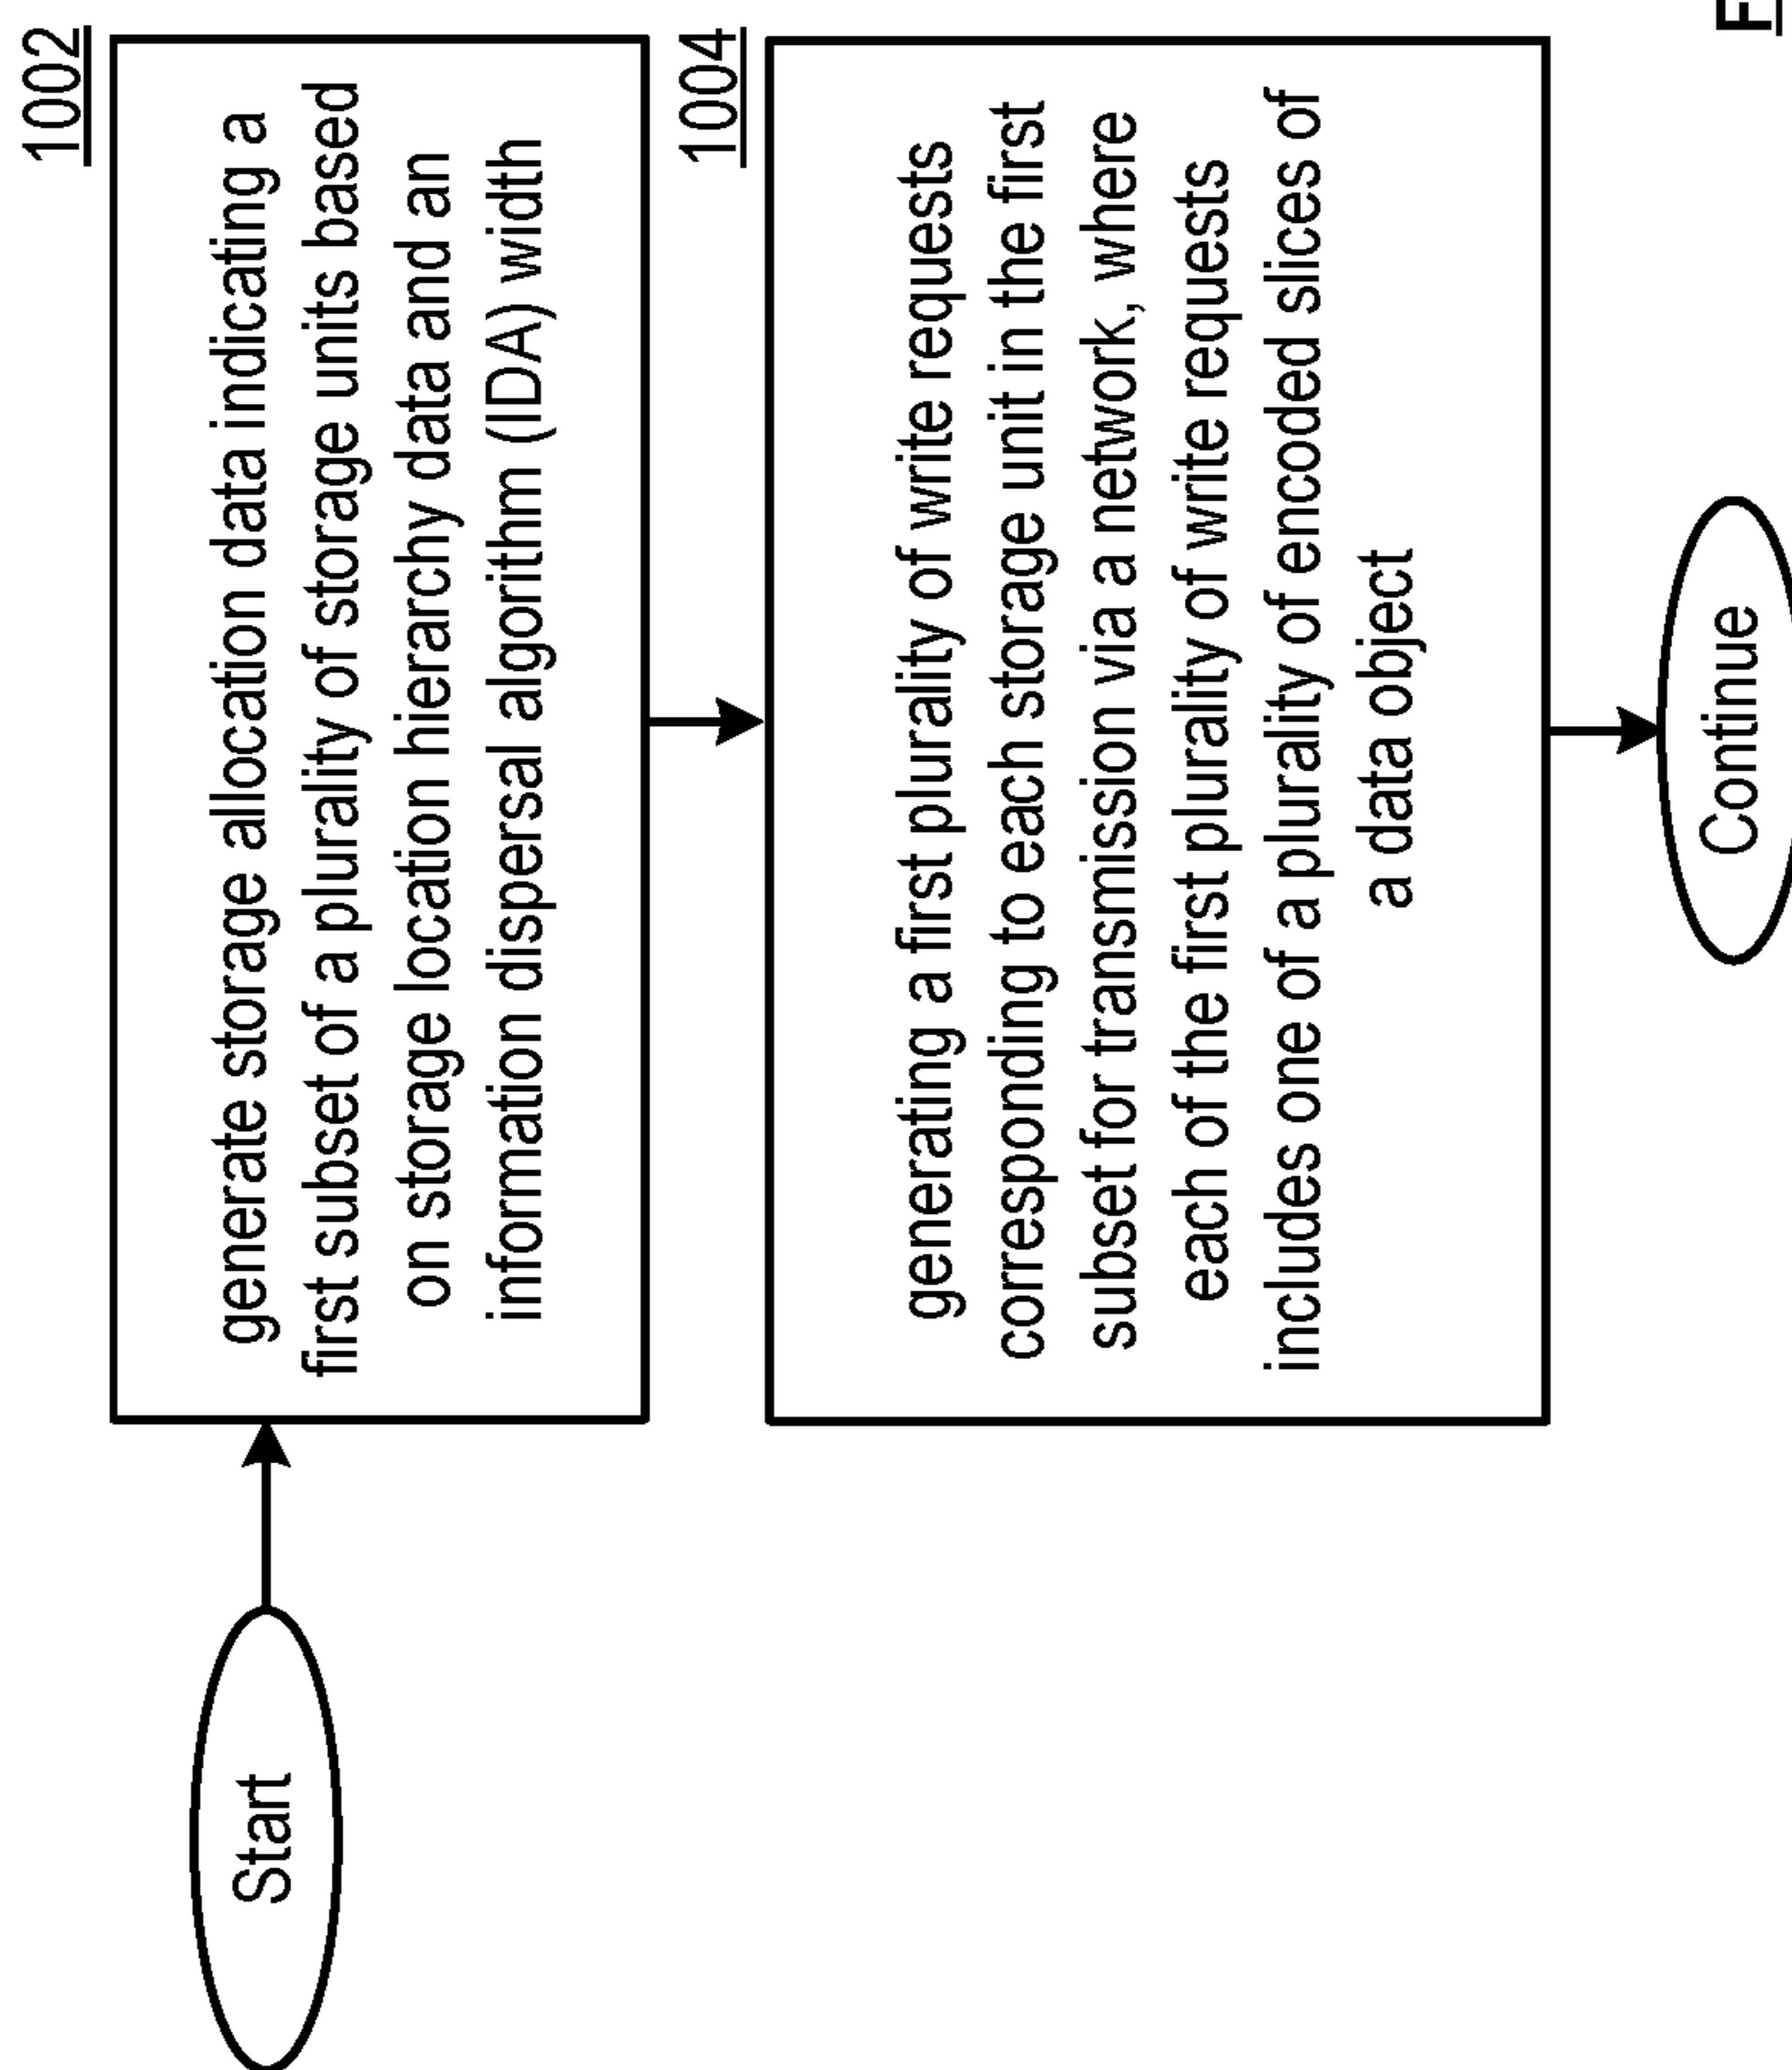 Start
1002
generate storage allocation data indicating a
first subset of a plurality of storage units based
on storage location hierarchy data and an
information dispersal algorithm (IDA) width
1004
generating a first plurality of write requests
corresponding to each storage unit in the first
subset for transmission via a network, where
each of the first plurality of write requests
includes one of a plurality of encoded slices of
a data object
Continue